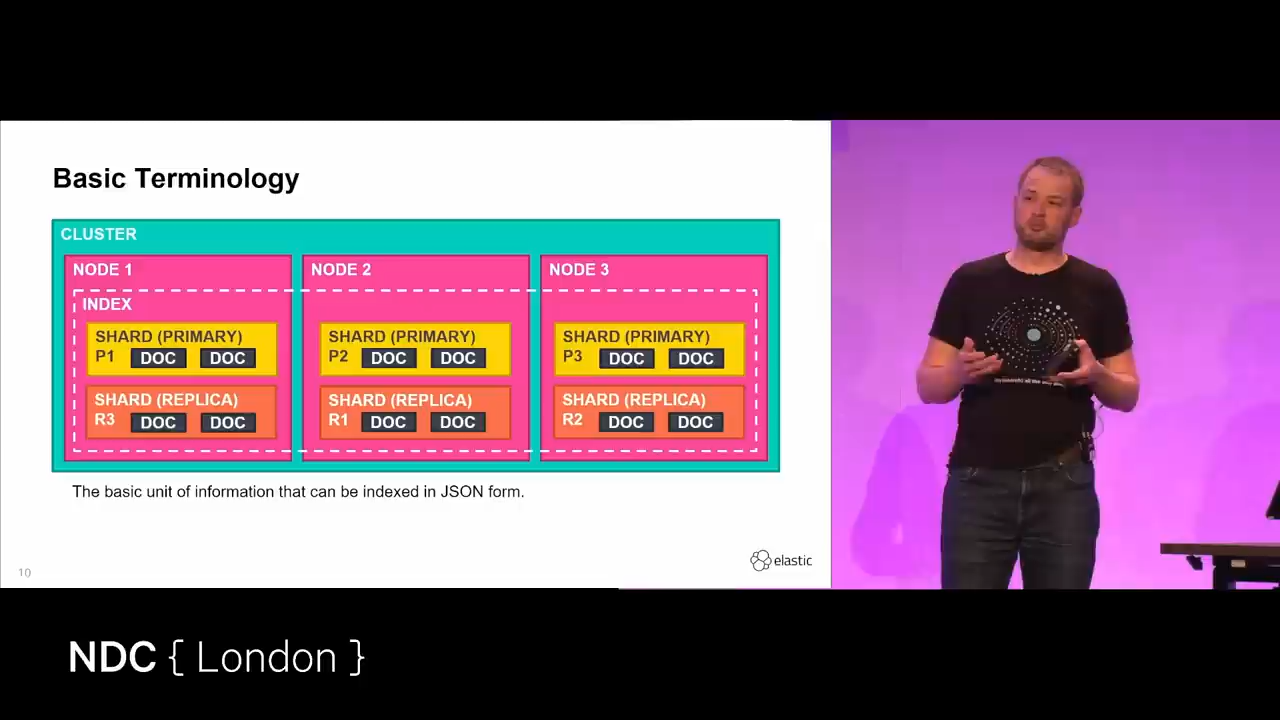 Basic Terminology
CLUSTER
NODE 1
NODE 2
NODE 3
INDEX
SHARD (PRIMARY)
P1 DOC DOC
SHARD (PRIMARY)
P2 DOC DOC
SHARD (PRIMARY)
P3 DOC DOC
SHARD (REPLICA)
R3 DOC DOC
SHARD (REPLICA)
R1 DOC DOC
SHARD (REPLICA)
R2 DOC DOC
The basic unit of information that can be indexed in JSON form.
10
elastic
NDC { London }